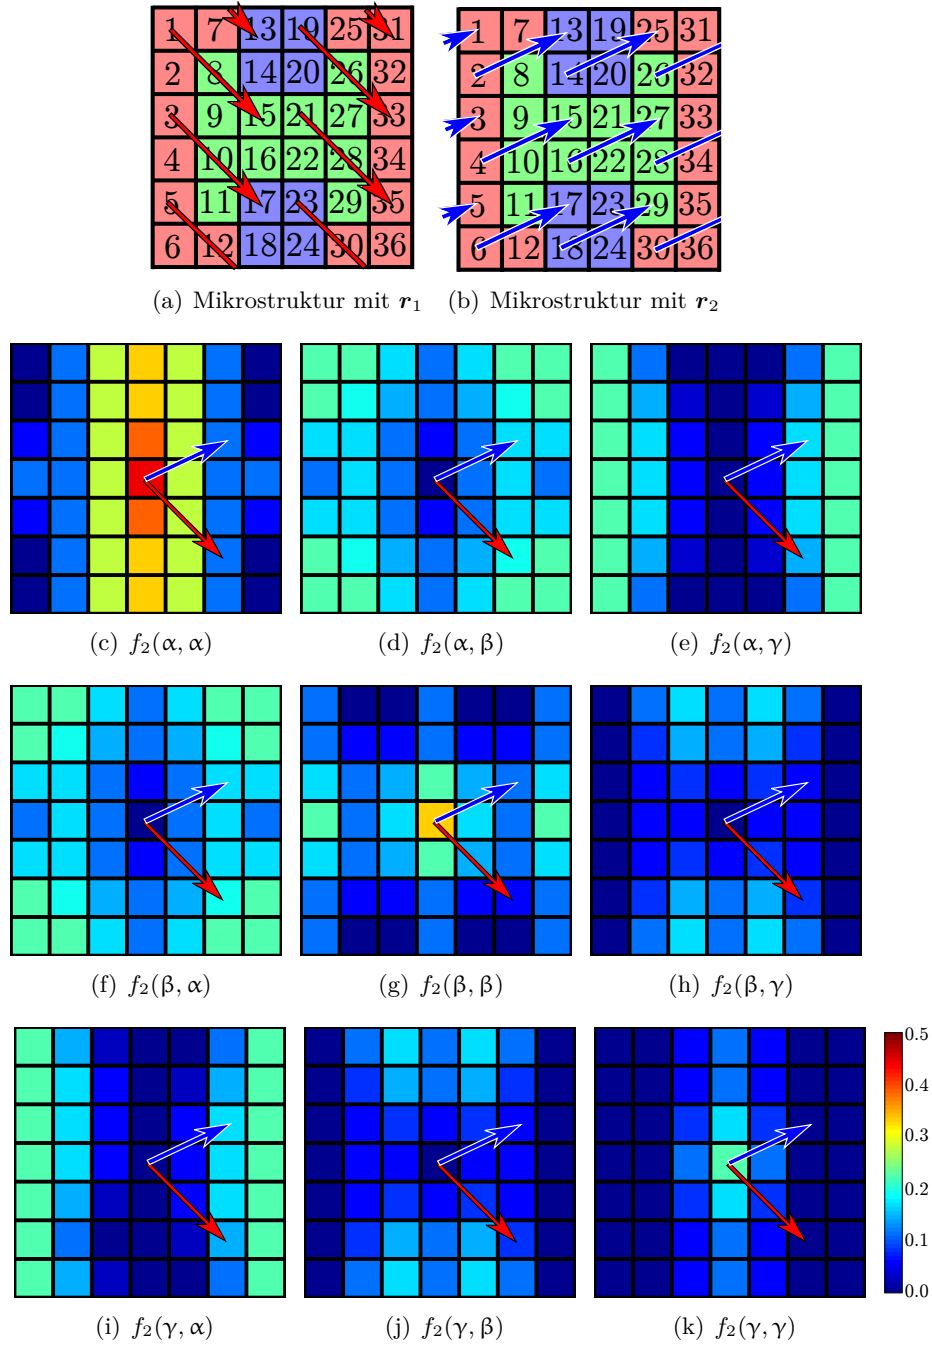 1 7 13 19 25 31
2 8 14 20 26 32
3 9 15 21 27 33
4 10 16 22 28 34
5 11 17 23 29 35
6 12 18 24 30 36
1 7 13 19 25 31
2 8 14 20 26 32
3 9 15 21 27 33
4 10 16 22 28 34
5 11 17 23 29 35
6 12 18 24 30 36
(a) Mikrostruktur mit r₁
(b) Mikrostruktur mit r₂
(c) f₂(α, α)
(d) f₂(α, β)
(e) f₂(α, γ)
(f) f₂(β, α)
(g) f₂(β, β)
(h) f₂(β, γ)
0.5
0.4
0.3
0.2
0.1
0.0
(i) f₂(γ, α)
(j) f₂(γ, β)
(k) f₂(γ, γ)